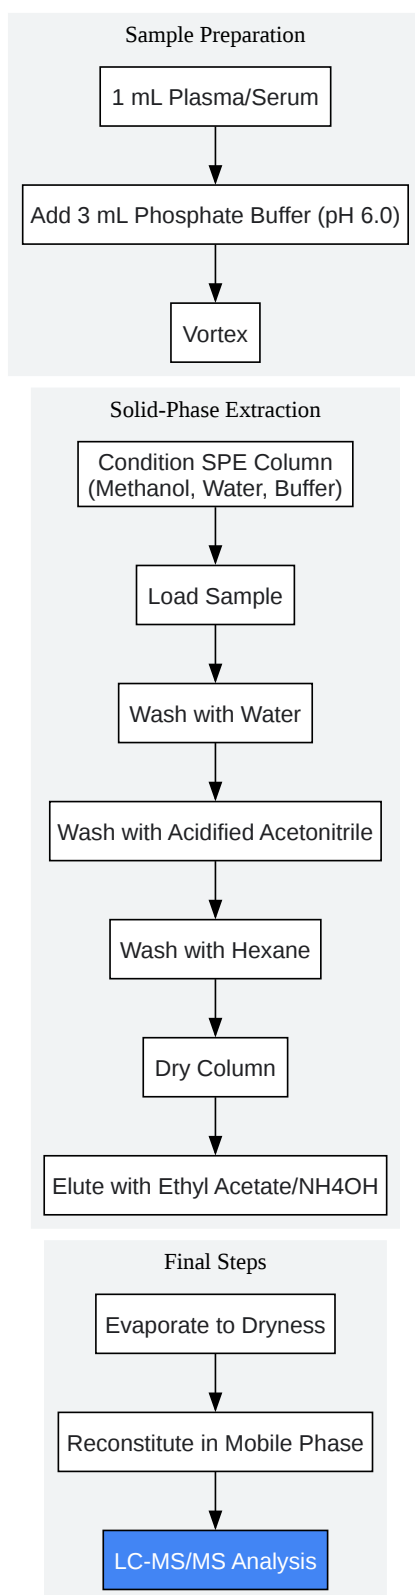 Sample Preparation
1 mL Plasma/Serum
Add 3 mL Phosphate Buffer (pH 6.0)
Vortex
Solid-Phase Extraction
Condition SPE Column
(Methanol, Water, Buffer)
Load Sample
Wash with Water
Wash with Acidified Acetonitrile
Wash with Hexane
Dry Column
Elute with Ethyl Acetate/NH4OH
Final Steps
Evaporate to Dryness
Reconstitute in Mobile Phase
LC-MS/MS Analysis